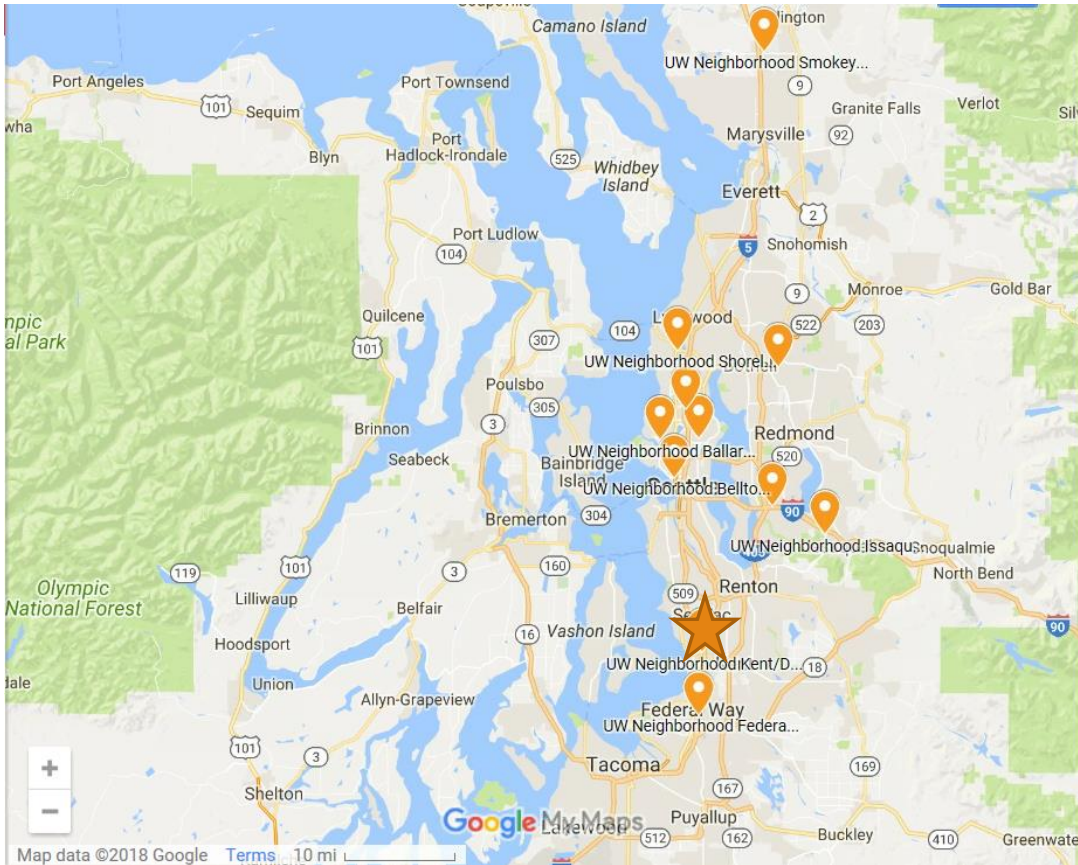 Camano Island
UW Neighborhood Smokey...
Port Angeles
101
Sequim
Port Townsend
9
Granite Falls
Verlot
Blyn
Port
Hadlock-Irondale
525
Marysville
92
Whidbey
Island
Everett
2
Port Ludlow
5
Snohomish
104
9
Monroe
Gold Bar
Quilcene
104
522
203
307
101
UW Neighborhood Shorel...
Poulsbo
305
Brinnon
3
Redmond
Seabeck
UW Neighborhood Ballar...
520
Bainbridge
Island
UW Neighborhood Bellto...
Bremerton
304
90
UW Neighborhood Issaqu...
Snoqualmie
North Bend
119
101
3
160
Renton
Olympic
National Forest
Lilliwaup
Belfair
509
16
Vashon Island
90
Hoodsport
UW Neighborhood Kent/D...
18
Union
Allyn-Grapeview
Federal Way
UW Neighborhood Federa...
101
3
Tacoma
169
Shelton
167
Puyallup
Google My Maps
Lakewood
512
162
Buckley
410
Greenwater
Map data ©2018 Google
Terms
10 mi